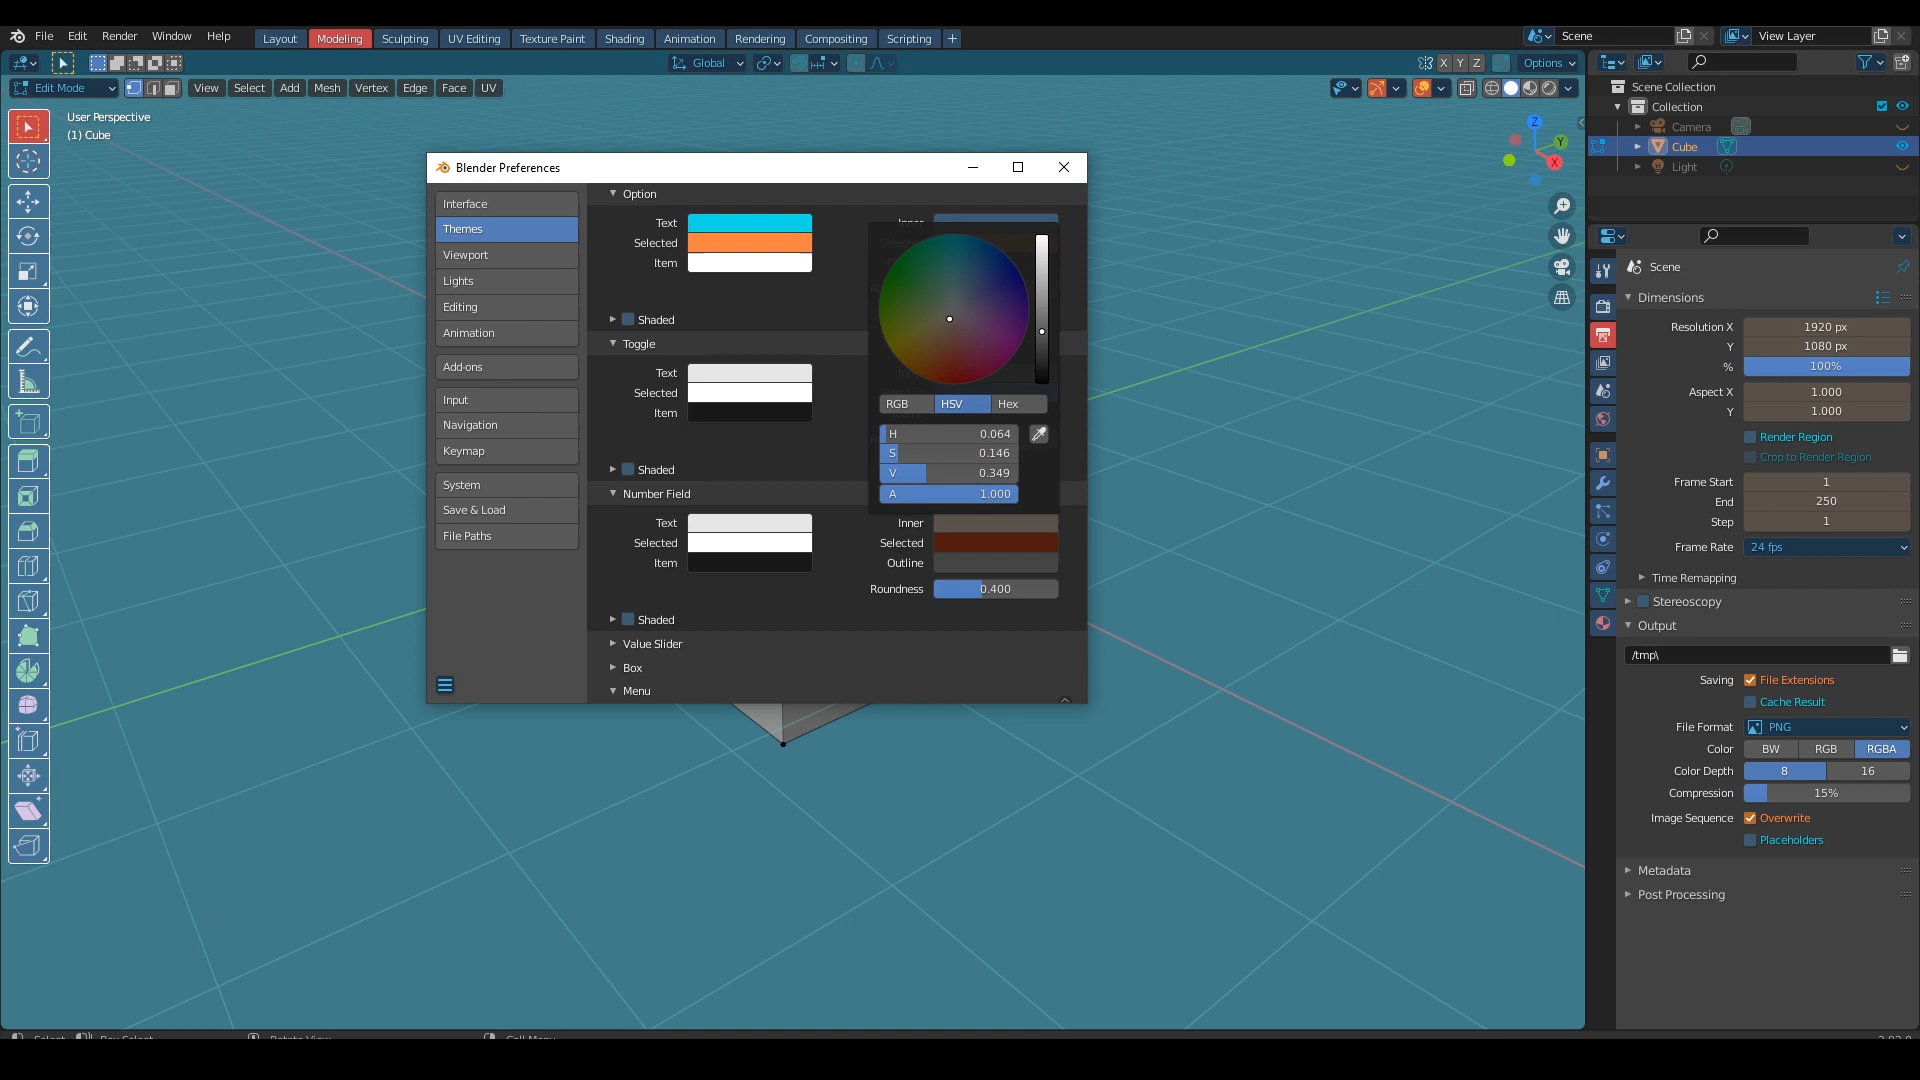 File Edit Render Window Help Layout Modeling Sculpting UV Editing Texture Paint Shading Animation Rendering Compositing Scripting + Scene View Layer
Global X Y Z Options
Edit Mode View Select Add Mesh Vertex Edge Face UV
User Perspective
(1) Cube
Z
Y
X
Blender Preferences
Interface
Themes
Viewport
Lights
Editing
Animation
Add-ons
Input
Navigation
Keymap
System
Save & Load
File Paths
Option
Text
Selected
Item
Shaded
Toggle
Text
Selected
Item
Shaded
Number Field
Text
Selected
Item
Inner
RGB HSV Hex
H 0.064
S 0.146
V 0.349
A 1.000
Inner
Selected
Outline
Roundness 0.400
Shaded
Value Slider
Box
Menu
Scene Collection
Collection
Camera
Cube
Light
Scene
Dimensions
Resolution X 1920 px
Y 1080 px
% 100%
Aspect X 1.000
Y 1.000
Render Region
Crop to Render Region
Frame Start 1
End 250
Step 1
Frame Rate 24 fps
Time Remapping
Stereoscopy
Output
/tmp\
Saving File Extensions
Cache Result
File Format PNG
Color BW RGB RGBA
Color Depth 8 16
Compression 15%
Image Sequence Overwrite
Placeholders
Metadata
Post Processing
Select Box Select Rotate View Call Menu